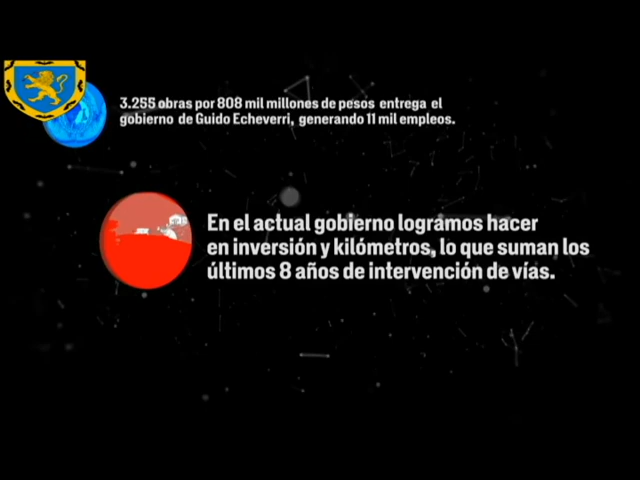 3.255 obras por 808 mil millones de pesos entrega el
gobierno de Guido Echeverri, generando 11 mil empleos.
En el actual gobierno logramos hacer
en inversión y kilómetros, lo que suman los
últimos 8 años de intervención de vías.